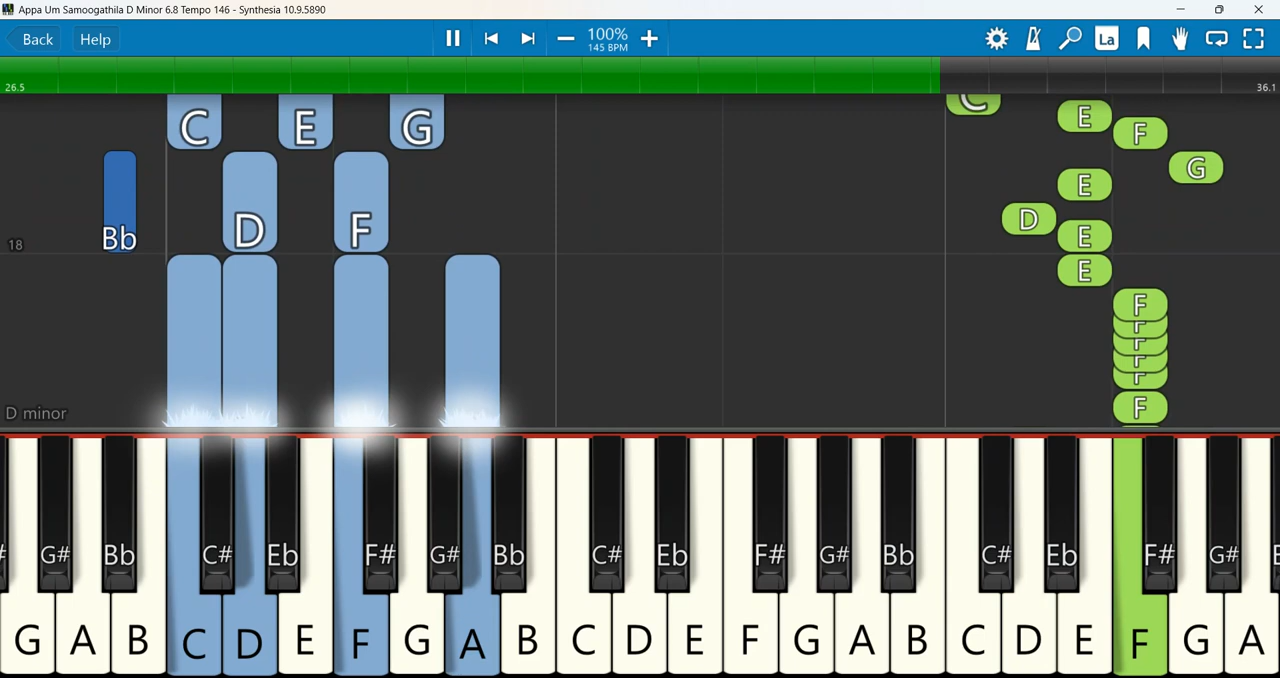 Appa Um Samoogathila D Minor 6.8 Tempo 146 - Synthesia 10.9.5890
Back Help 100% La
145 BPM
26.5 36.1
C E G C E F
G
E
D F D
Bb E
18
E
F
F
F
F
F
D minor F
G# Bb C# Eb F# G# Bb C# Eb F# G# Bb C# Eb F# G#
G A B C D E F G A B C D E F G A B C D E F G A